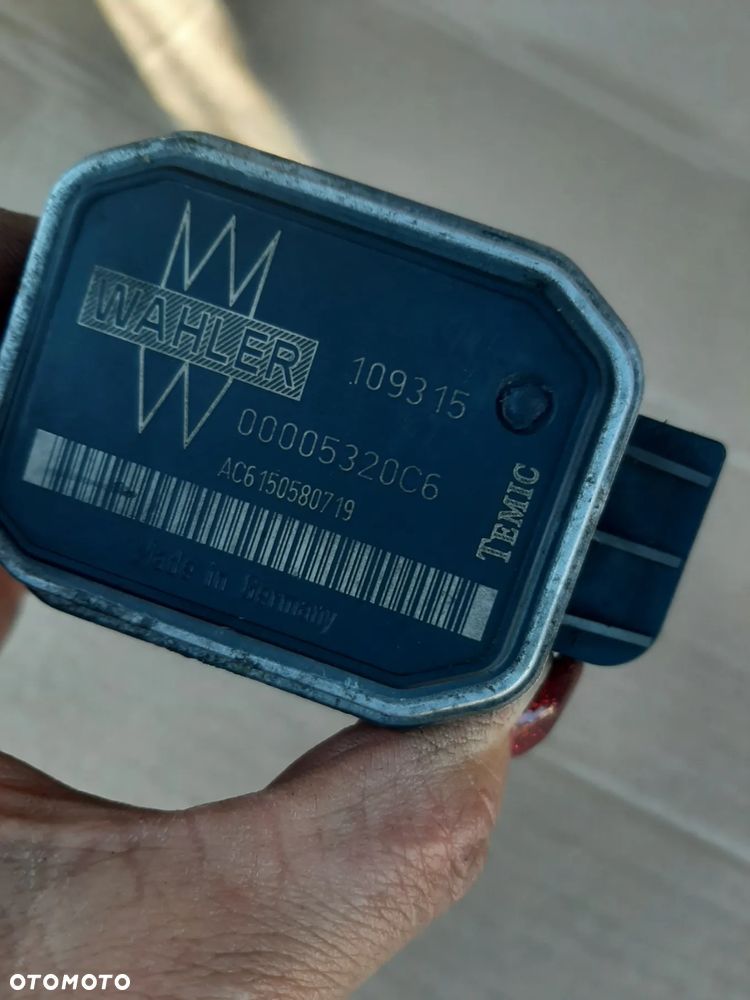 WAHLER
109315
00005320C6
AC6150580719
TEMIC
Made in Germany
OTOMOTO